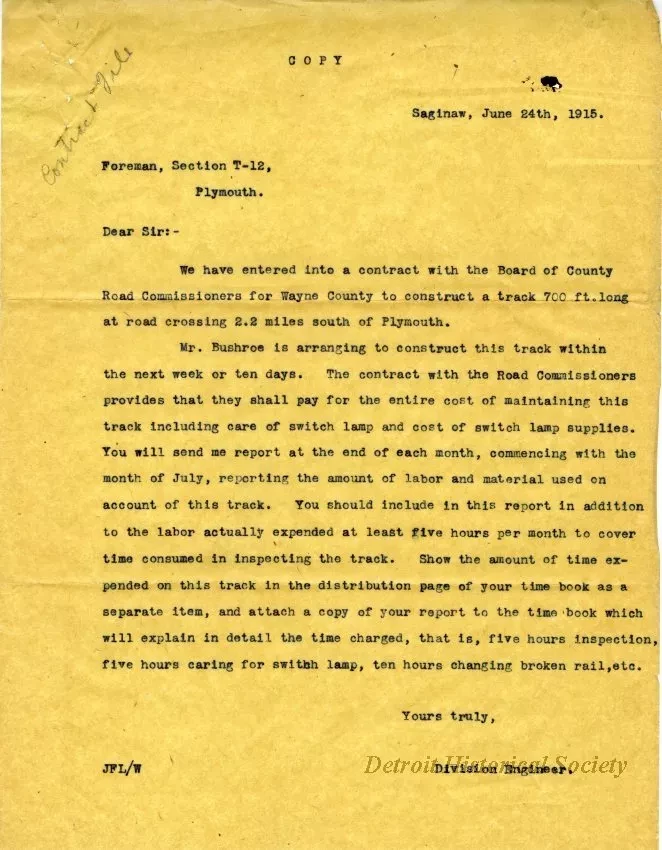 COPY
Contract File
Saginaw, June 24th, 1915.
Foreman, Section T-12,
Plymouth.
Dear Sir:-
We have entered into a contract with the Board of County
Road Commissioners for Wayne County to construct a track 700 ft.long
at road crossing 2.2 miles south of Plymouth.
Mr. Bushroe is arranging to construct this track within
the next week or ten days. The contract with the Road Commissioners
provides that they shall pay for the entire cost of maintaining this
track including care of switch lamp and cost of switch lamp supplies.
You will send me report at the end of each month, commencing with the
month of July, reporting the amount of labor and material used on
account of this track. You should include in this report in addition
to the labor actually expended at least five hours per month to cover
time consumed in inspecting the track. Show the amount of time ex-
pended on this track in the distribution page of your time book as a
separate item, and attach a copy of your report to the time book which
will explain in detail the time charged, that is, five hours inspection,
five hours caring for swithh lamp, ten hours changing broken rail,etc.
Yours truly,
JFL/W
Division Engineer.
Detroit Historical Society